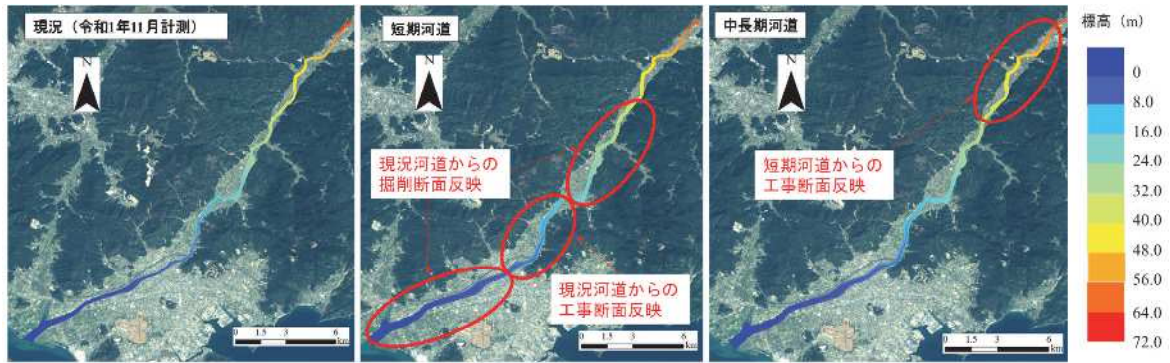 現況（令和1年11月計測）
N
0 1.5 3 6
km
短期河道
N
現況河道からの
掘削断面反映
現況河道からの
工事断面反映
0 1.5 3 6
km
中長期河道
N
短期河道からの
工事断面反映
0 1.5 3 6
km
標高（m）
0
8.0
16.0
24.0
32.0
40.0
48.0
56.0
64.0
72.0